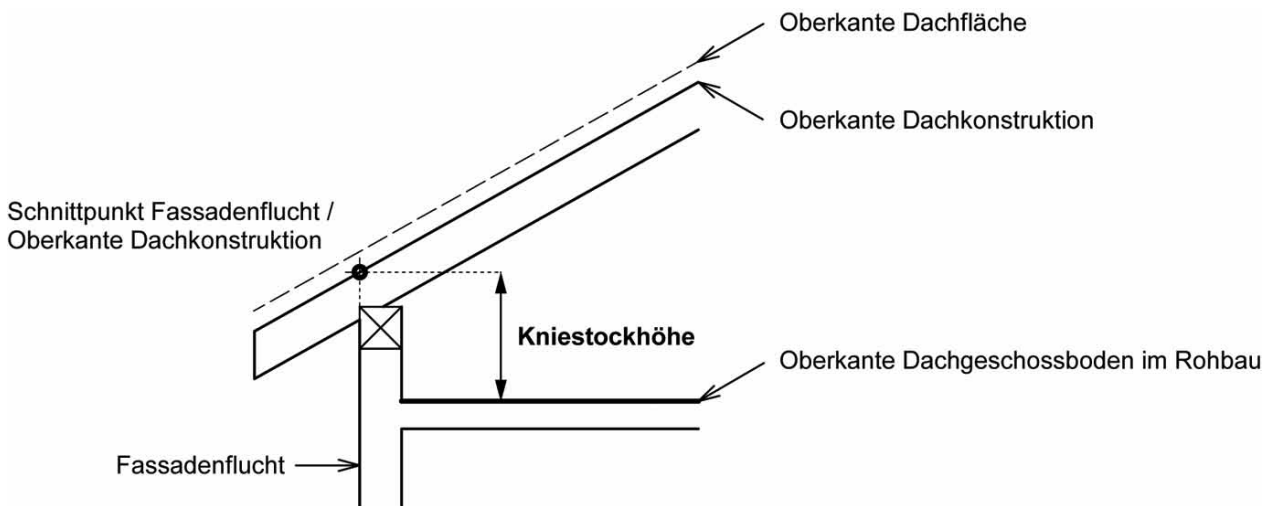 Oberkante Dachfläche
Oberkante Dachkonstruktion
Schnittpunkt Fassadenflucht /
Oberkante Dachkonstruktion
Kniestockhöhe
Oberkante Dachgeschossboden im Rohbau
Fassadenflucht